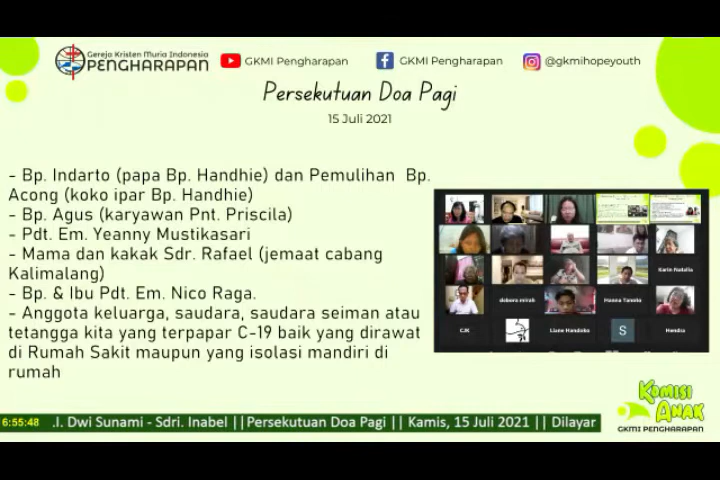 Gereja Kristen Muria Indonesia
PENGHARAPAN
GKMI Pengharapan
GKMI Pengharapan
@gkmihopeyouth
Persekutuan Doa Pagi
15 Juli 2021
- Bp. Indarto (papa Bp. Handhie) dan Pemulihan Bp.
Acong (koko ipar Bp. Handhie)
- Bp. Agus (karyawan Pnt. Priscila)
- Pdt. Em. Yeanny Mustikasari
- Mama dan kakak Sdr. Rafael (jemaat cabang
Kalimalang)
- Bp. & Ibu Pdt. Em. Nico Raga.
- Anggota keluarga, saudara, saudara seiman atau
tetangga kita yang terpapar C-19 baik yang dirawat
di Rumah Sakit maupun yang isolasi mandiri di
rumah
Karin Natalia
debora mirah
Hanna Taneto
CJK
Liane Handoko
S
Hendra
Komisi
Anak
GKMI PENGHARAPAN
6:55:48 .I. Dwi Sunami - Sdri. Inabel ||Persekutuan Doa Pagi || Kamis, 15 Juli 2021 || Dilayar